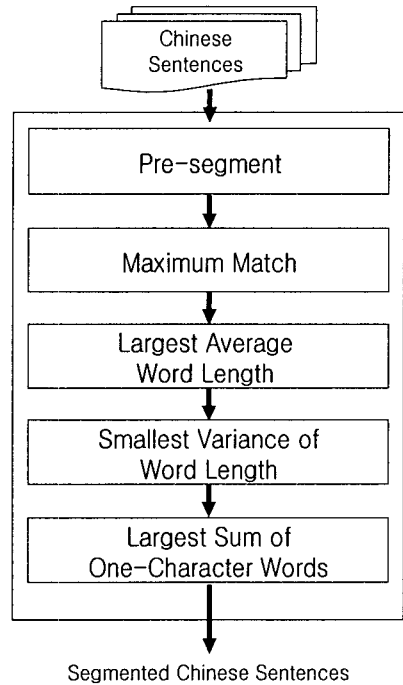 Chinese
Sentences
Pre-segment
Maximum Match
Largest Average
Word Length
Smallest Variance of
Word Length
Largest Sum of
One-Character Words
Segmented Chinese Sentences